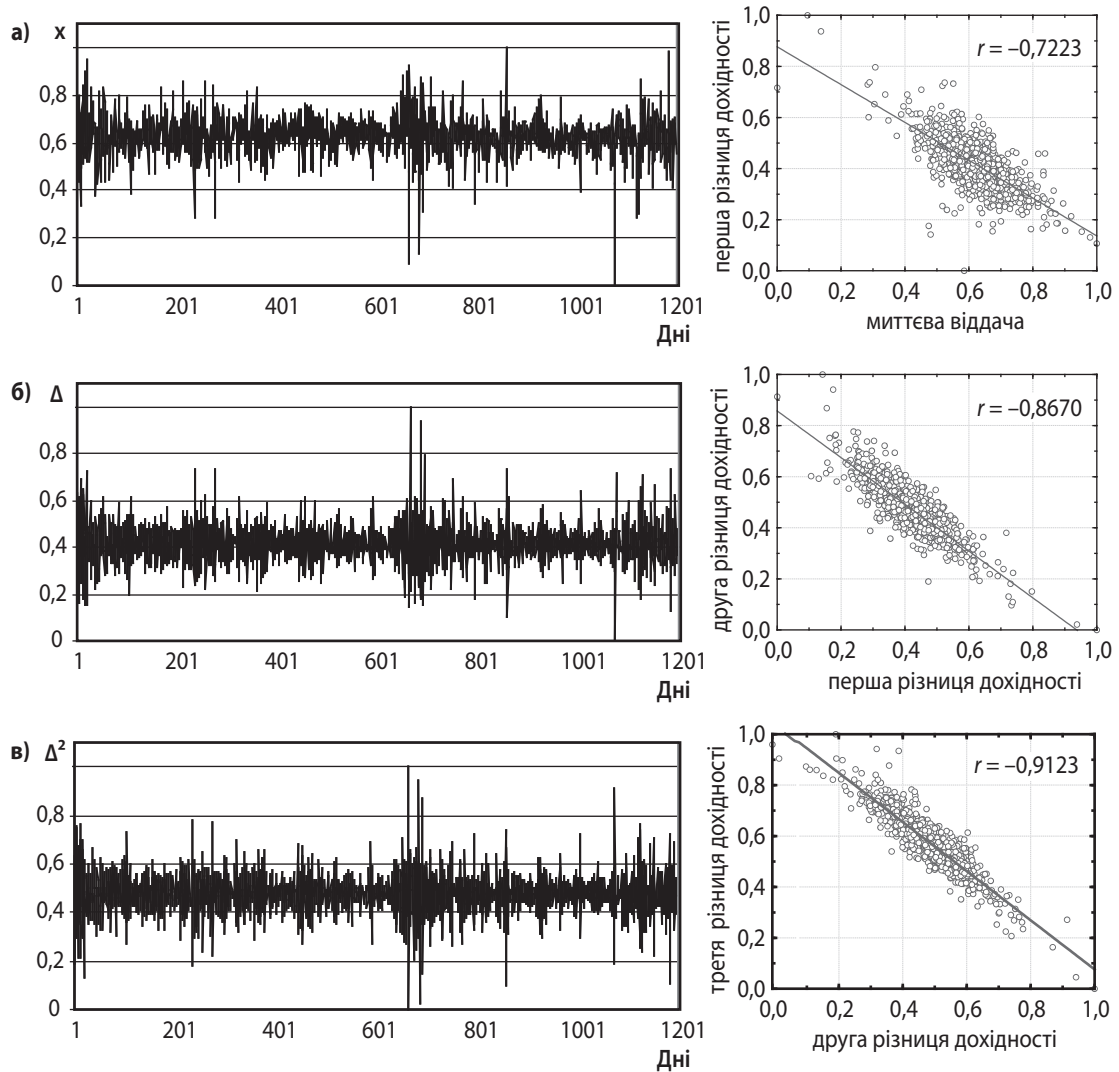 а) x
0,8
0,6
0,4
0,2
0
1 201 401 601 801 1001 1201
Дні
перша різниця дохідності
1,0
0,8
0,6
0,4
0,2
0,0
r = –0,7223
0,0 0,2 0,4 0,6 0,8 1,0
миттєва віддача
б) Δ
0,8
0,6
0,4
0,2
0
1 201 401 601 801 1001 1201
Дні
друга різниця дохідності
1,0
0,8
0,6
0,4
0,2
0,0
r = –0,8670
0,0 0,2 0,4 0,6 0,8 1,0
перша різниця дохідності
в) Δ²
0,8
0,6
0,4
0,2
0
1 201 401 601 801 1001 1201
Дні
третя різниця дохідності
1,0
0,8
0,6
0,4
0,2
0,0
r = –0,9123
0,0 0,2 0,4 0,6 0,8 1,0
друга різниця дохідності